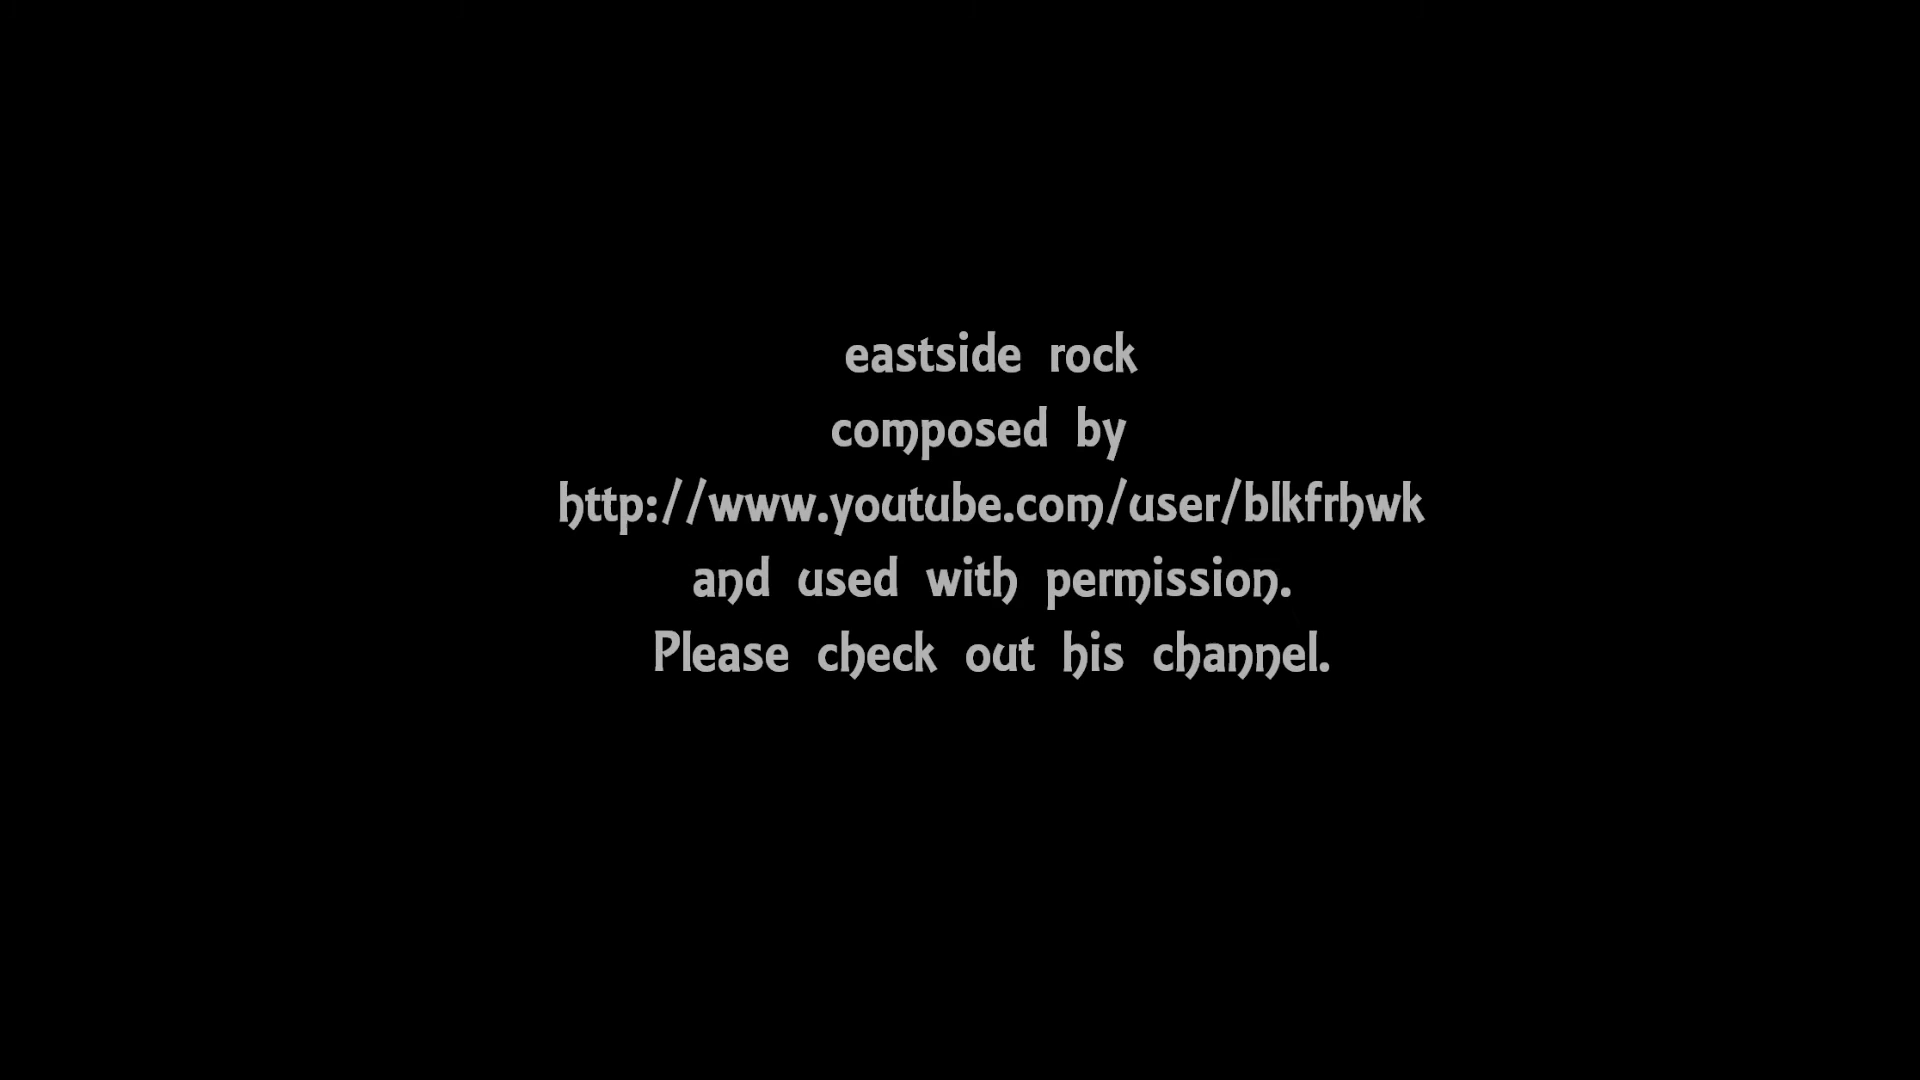 eastside rock
composed by
http://www.youtube.com/user/blkfrhwk
and used with permission.
Please check out his channel.